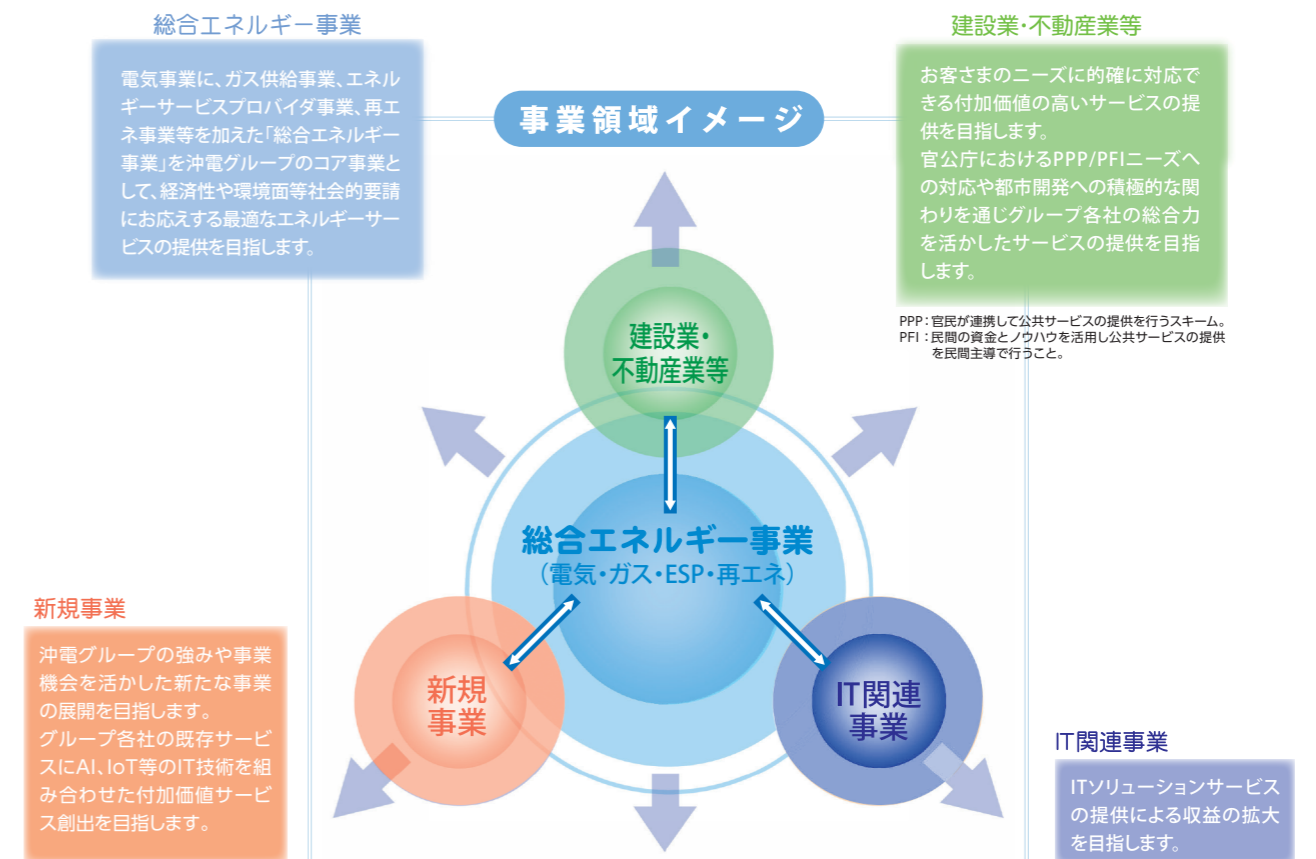 総合エネルギー事業
電気事業に、ガス供給事業、エネル
ギーサービスプロバイダ事業、再エ
ネ事業等を加えた「総合エネルギー
事業」を沖電グループのコア事業と
して、経済性や環境面等社会的要請
にお応えする最適なエネルギーサー
ビスの提供を目指します。
事業領域イメージ
建設業・不動産業等
お客さまのニーズに的確に対応で
きる付加価値の高いサービスの提
供を目指します。
官公庁におけるPPP/PFIニーズへ
の対応や都市開発への積極的な関
わりを通じグループ各社の総合力
を活かしたサービスの提供を目指
します。
PPP：官民が連携して公共サービスの提供を行うスキーム。
PFI：民間の資金とノウハウを活用し公共サービスの提供
を民間主導で行うこと。
建設業・
不動産業等
総合エネルギー事業
（電気・ガス・ESP・再エネ）
新規
事業
IT関連
事業
新規事業
沖電グループの強みや事業
機会を活かした新たな事業
の展開を目指します。
グループ各社の既存サービ
スにAI、IoT等のIT技術を組
み合わせた付加価値サービ
ス創出を目指します。
IT関連事業
ITソリューションサービス
の提供による収益の拡大
を目指します。